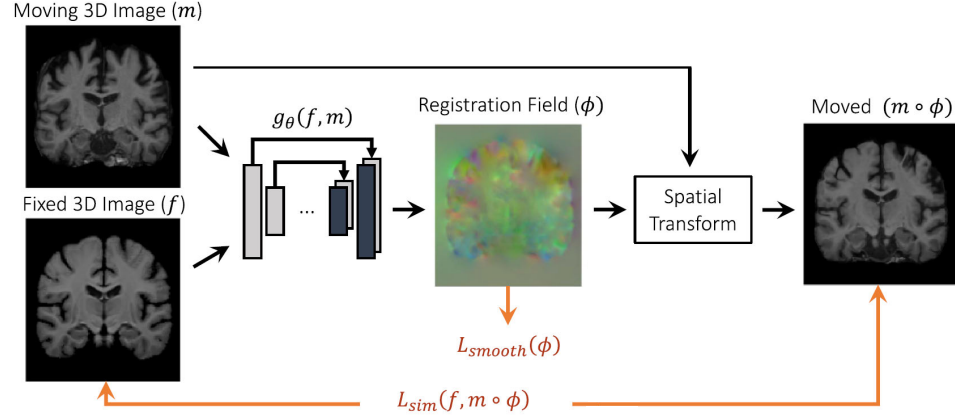 Moving 3D Image (m)
g_θ(f, m)
Registration Field (ϕ)
Moved (m ∘ ϕ)
...
Spatial
Transform
Fixed 3D Image (f)
L_smooth(ϕ)
L_sim(f, m ∘ ϕ)